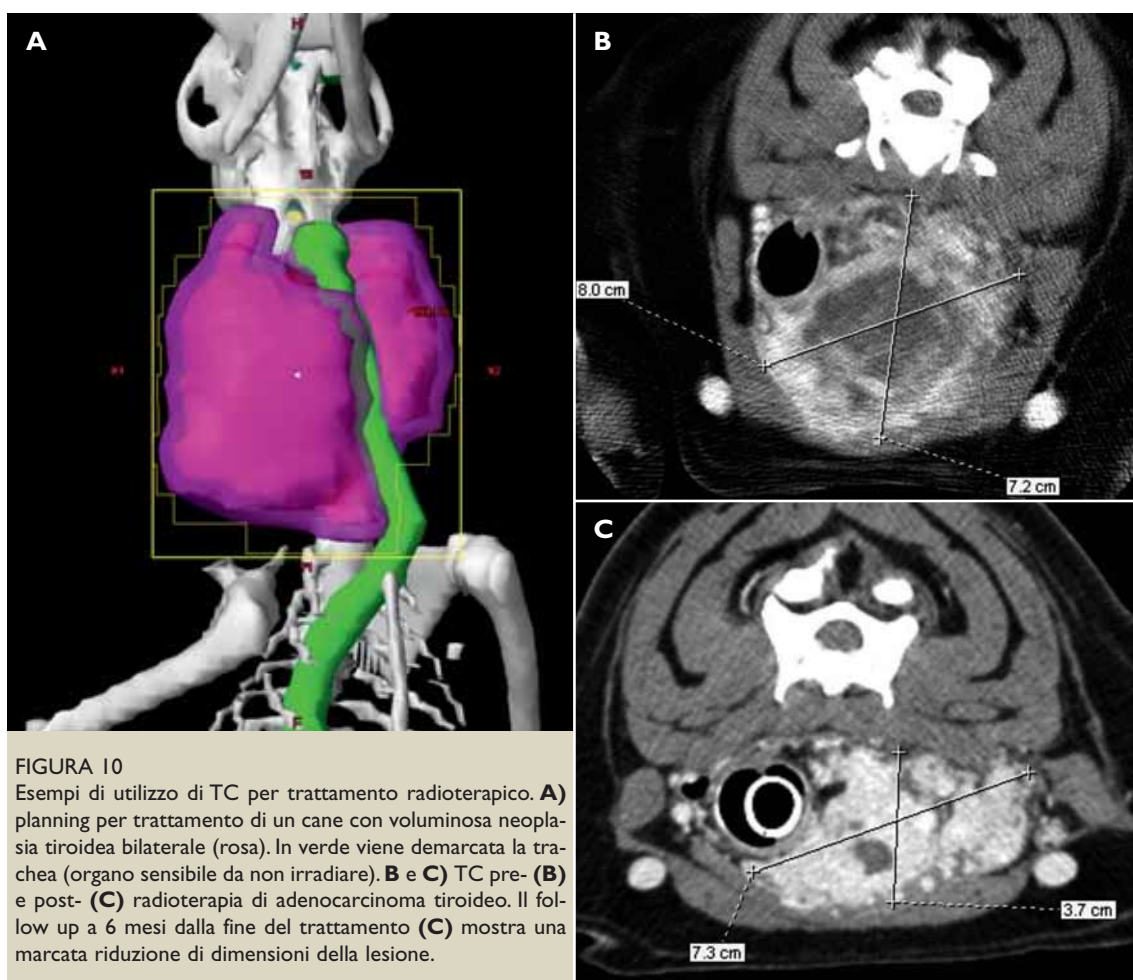 A
B
8.0 cm
7.2 cm
C
7.3 cm
3.7 cm
H
F
FIGURA 10
Esempi di utilizzo di TC per trattamento radioterapico. A)
planning per trattamento di un cane con voluminosa neopla-
sia tiroidea bilaterale (rosa). In verde viene demarcata la tra-
chea (organo sensibile da non irradiare). B e C) TC pre- (B)
e post- (C) radioterapia di adenocarcinoma tiroideo. Il fol-
low up a 6 mesi dalla fine del trattamento (C) mostra una
marcata riduzione di dimensioni della lesione.